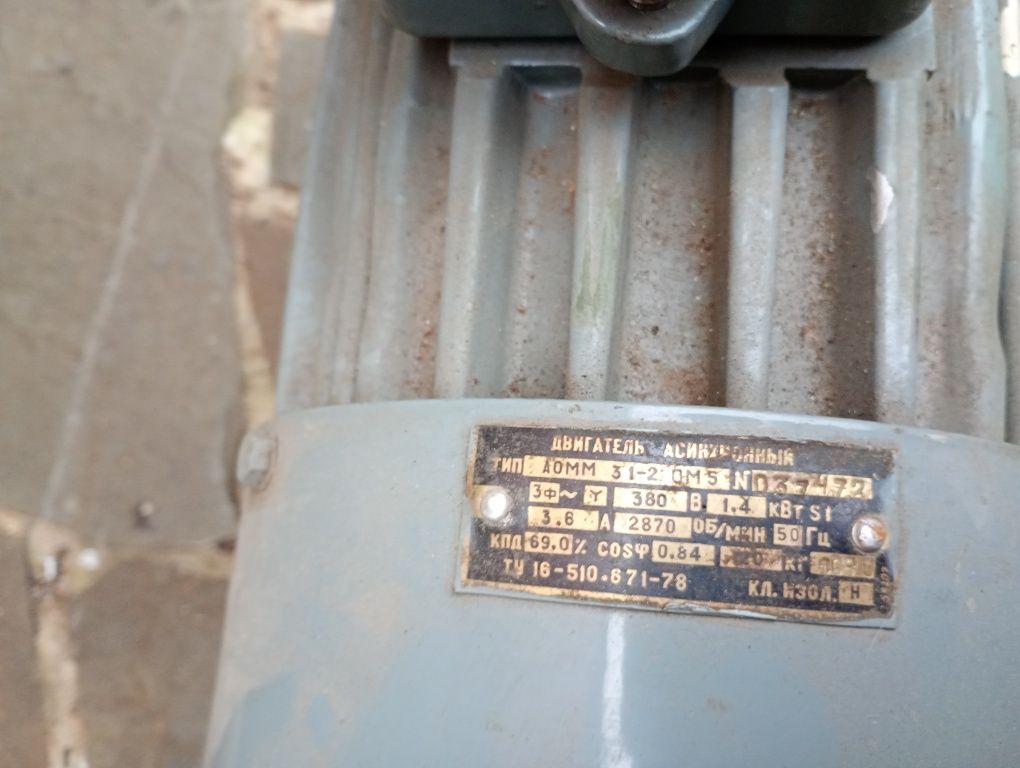 ДВИГАТЕЛЬ АСИНХРОННЫЙ
ТИП АОММ 31-2 ОМ5 N 037472
3Ф~ Y 380 В 1,4 КВТ S1
3.6 А 2870 ОБ/МИН 50 ГЦ
КПД 69,0% COSφ 0.84 КГ
ТУ 16-510.671-78 КЛ. ИЗОЛ. Н